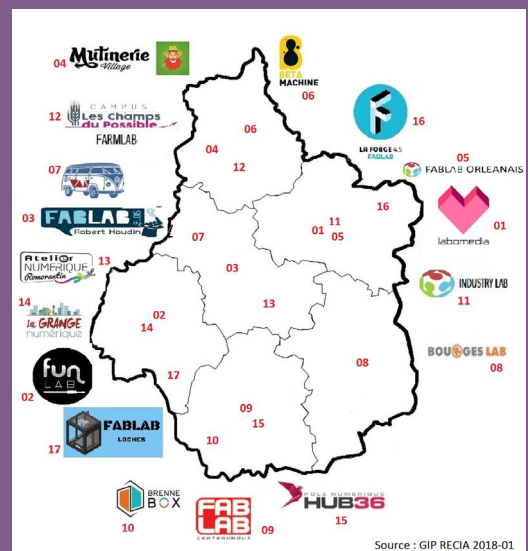 04
Mutinerie
Village
BETA
MACHINE
06
12
CAMPUS
Les Champs
du Possible
FARMLAB
LA FORGE 4.5
FABLAB
16
07
03
FABLAB
Robert Houdin
05
FABLAB ORLEANAIS
labomedia
01
Atelier
NUMÉRIQUE
Romorantin
13
14
la GRANGE
numérique
INDUSTRY LAB
11
fun
LAB
02
BOURGES LAB
08
FABLAB
LOCHES
17
06
04
12
16
11
01
05
07
03
13
02
14
17
08
09
15
10
BRENNE
BOX
10
FAB
LAB
CHATEAUROUX
09
POLE NUMERIQUE
HUB36
15
Source : GIP RECIA 2018-01